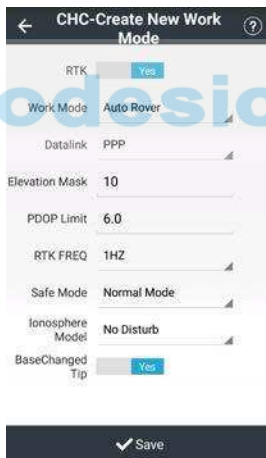 CHC-Create New Work
Mode
?
RTK Yes
Work Mode Auto Rover
Datalink PPP
Elevation Mask 10
PDOP Limit 6.0
RTK FREQ 1HZ
Safe Mode Normal Mode
Ionosphere
Model No Disturb
BaseChanged
Tip Yes
Save